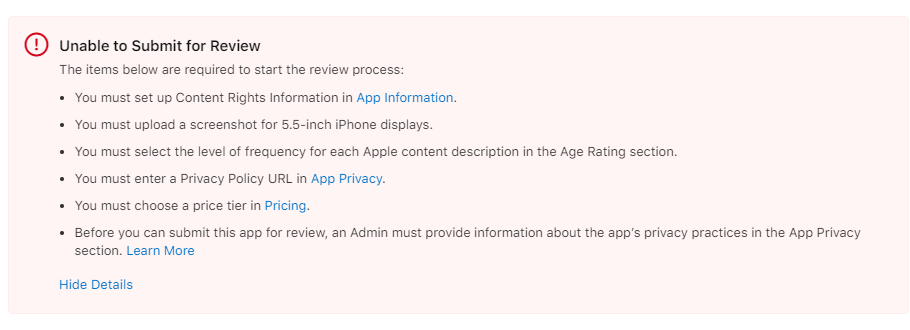 Unable to Submit for Review
The items below are required to start the review process:
• You must set up Content Rights Information in App Information.
• You must upload a screenshot for 5.5-inch iPhone displays.
• You must select the level of frequency for each Apple content description in the Age Rating section.
• You must enter a Privacy Policy URL in App Privacy.
• You must choose a price tier in Pricing.
• Before you can submit this app for review, an Admin must provide information about the app's privacy practices in the App Privacy
section. Learn More
Hide Details